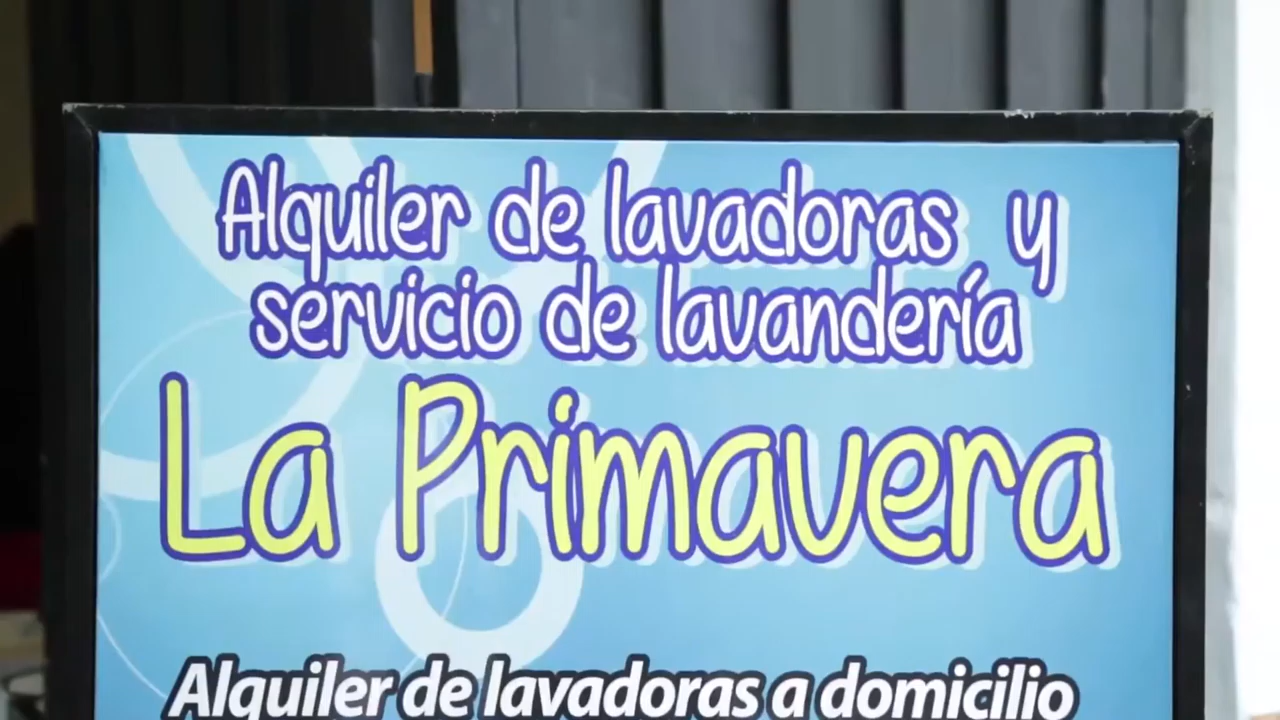 Alquiler de lavadoras y
servicio de lavandería
La Primavera
Alquiler de lavadoras a domicilio